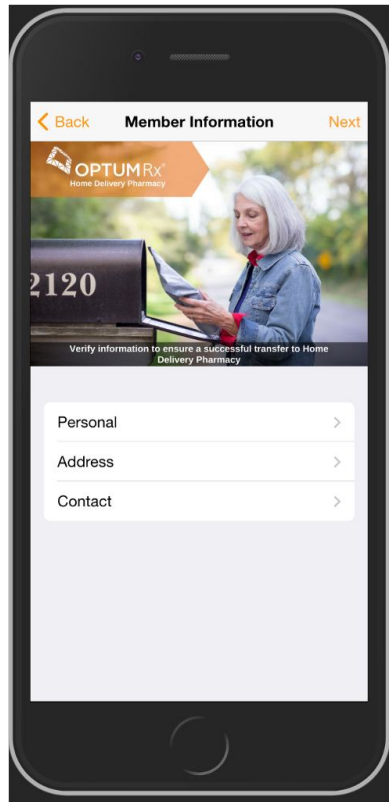 Back Member Information Next
OPTUMRx®
Home Delivery Pharmacy
2120
Verify information to ensure a successful transfer to Home
Delivery Pharmacy
Personal
Address
Contact